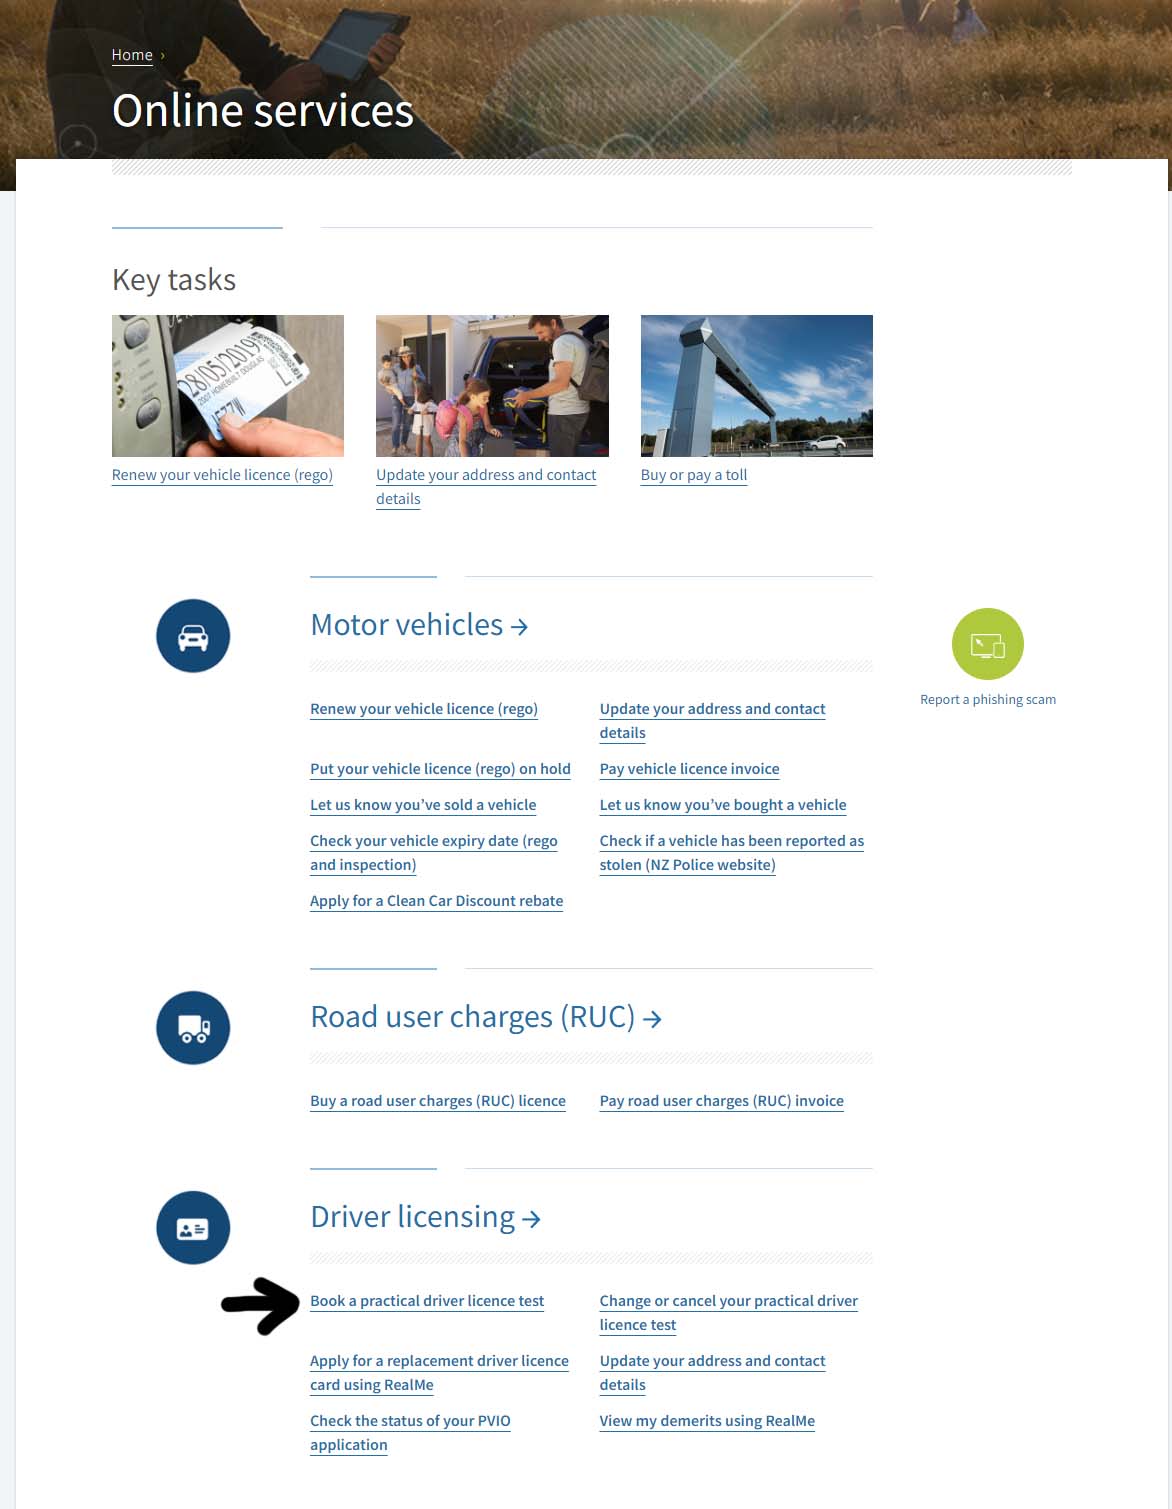 Home ›
Online services
Key tasks
28/05/2019
2007 HOMEBUILT DOUGLAS
Renew your vehicle licence (rego)
Update your address and contact
details
Buy or pay a toll
Motor vehicles →
Report a phishing scam
Renew your vehicle licence (rego)
Update your address and contact
details
Put your vehicle licence (rego) on hold
Pay vehicle licence invoice
Let us know you've sold a vehicle
Let us know you've bought a vehicle
Check your vehicle expiry date (rego
and inspection)
Check if a vehicle has been reported as
stolen (NZ Police website)
Apply for a Clean Car Discount rebate
Road user charges (RUC) →
Buy a road user charges (RUC) licence
Pay road user charges (RUC) invoice
Driver licensing →
Book a practical driver licence test
Change or cancel your practical driver
licence test
Apply for a replacement driver licence
card using RealMe
Update your address and contact
details
Check the status of your PVIO
application
View my demerits using RealMe